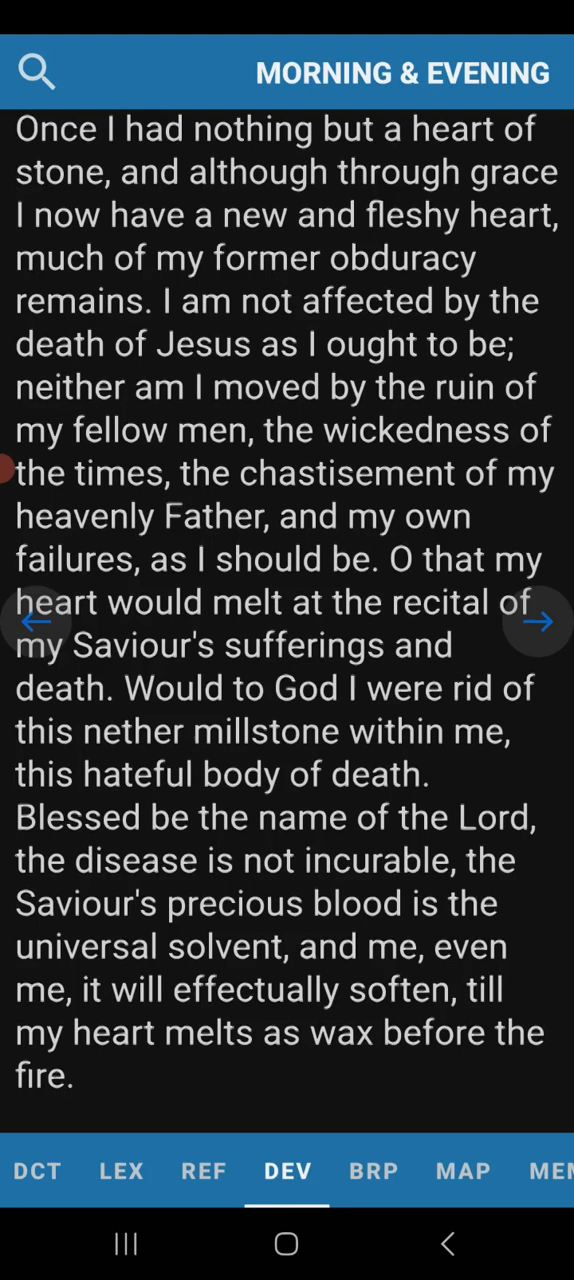 MORNING & EVENING
Once I had nothing but a heart of
stone, and although through grace
I now have a new and fleshy heart,
much of my former obduracy
remains. I am not affected by the
death of Jesus as I ought to be;
neither am I moved by the ruin of
my fellow men, the wickedness of
the times, the chastisement of my
heavenly Father, and my own
failures, as I should be. O that my
heart would melt at the recital of
my Saviour's sufferings and
death. Would to God I were rid of
this nether millstone within me,
this hateful body of death.
Blessed be the name of the Lord,
the disease is not incurable, the
Saviour's precious blood is the
universal solvent, and me, even
me, it will effectually soften, till
my heart melts as wax before the
fire.
DCT LEX REF DEV BRP MAP MEM